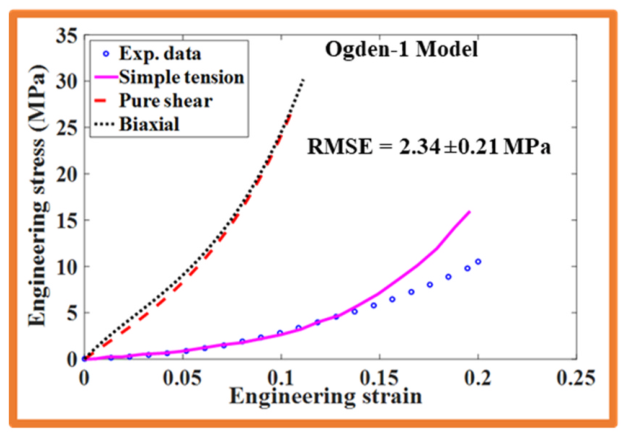 Ogden-1 Model
Exp. data
Simple tension
Pure shear
Biaxial
RMSE = 2.34 ±0.21 MPa
Engineering stress (MPa)
35
30
25
20
15
10
5
0
0
0.05
0.1
0.15
0.2
0.25
Engineering strain